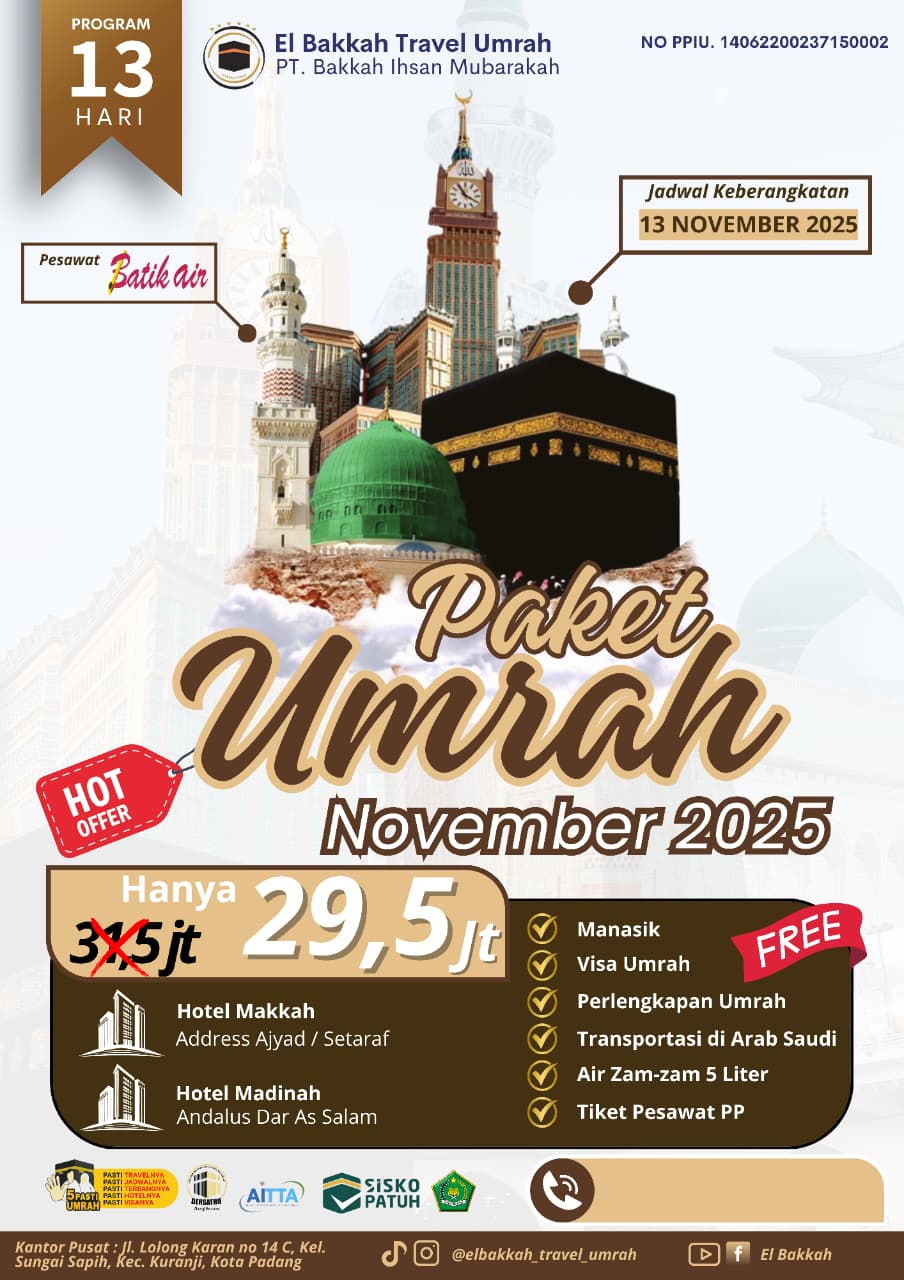 PROGRAM
13
HARI
El Bakkah Travel Umrah
PT. Bakkah Ihsan Mubarakah
NO PPIU. 14062200237150002
Jadwal Keberangkatan
13 NOVEMBER 2025
Pesawat Batik air
Paket
Umrah
November 2025
HOT
OFFER
Hanya
31,5 jt
29,5 Jt
Hotel Makkah
Address Ajyad / Setaraf
Hotel Madinah
Andalus Dar As Salam
FREE
Manasik
Visa Umrah
Perlengkapan Umrah
Transportasi di Arab Saudi
Air Zam-zam 5 Liter
Tiket Pesawat PP
5 PASTI
UMRAH
PASTI TRAVELNYA
PASTI JADWALNYA
PASTI TERBANGNYA
PASTI HOTELNYA
PASTI VISANYA
BERSATHU
AITTA
SISKO
PATUH
Kantor Pusat : Jl. Lolong Karan no 14 C, Kel.
Sungai Sapih, Kec. Kuranji, Kota Padang
@elbakkah_travel_umrah
El Bakkah